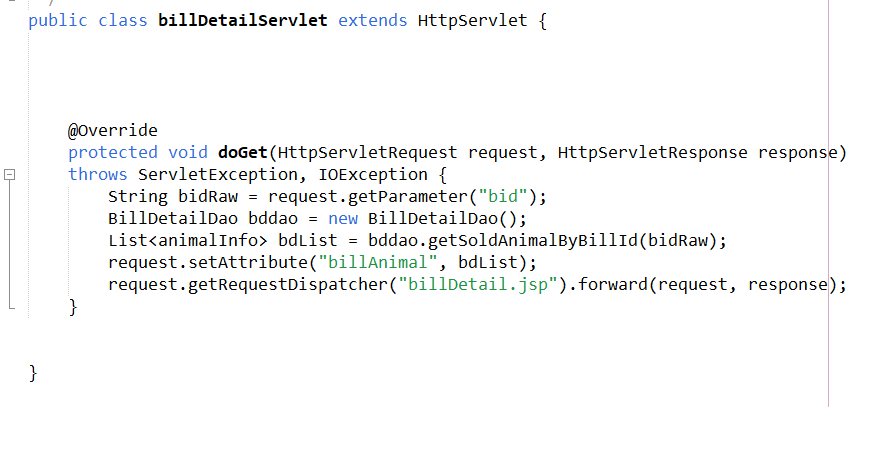 public class billDetailServlet extends HttpServlet {
@Override
protected void doGet(HttpServletRequest request, HttpServletResponse response)
throws ServletException, IOException {
String bidRaw = request.getParameter("bid");
BillDetailDao bddao = new BillDetailDao();
List<animalInfo> bdList = bddao.getSoldAnimalByBillId(bidRaw);
request.setAttribute("billAnimal", bdList);
request.getRequestDispatcher("billDetail.jsp").forward(request, response);
}
}